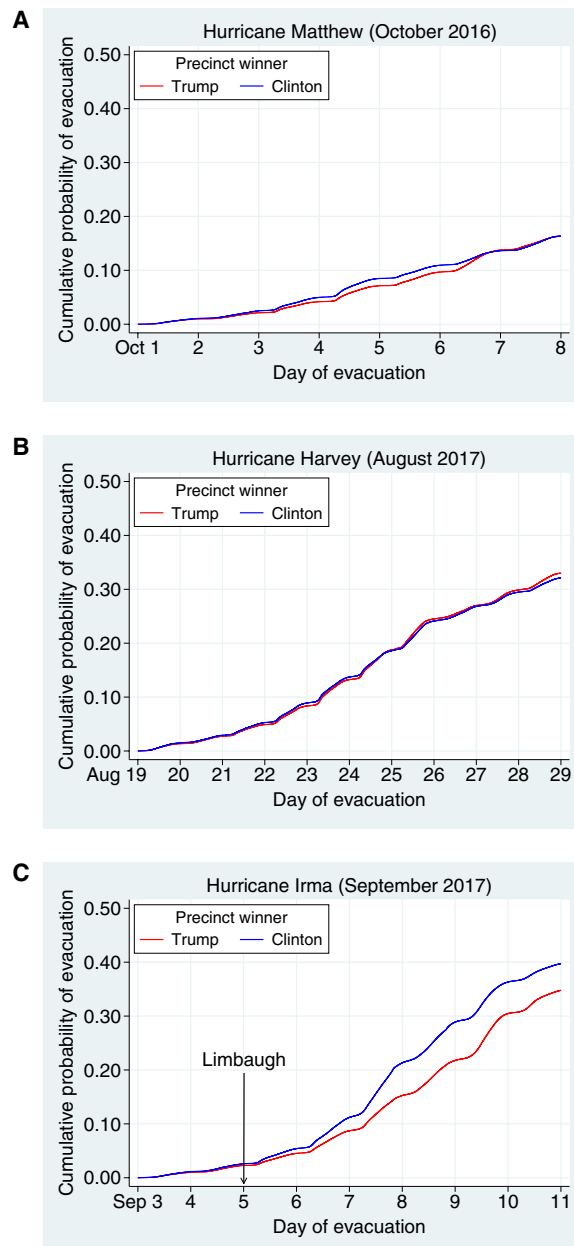 A
Hurricane Matthew (October 2016)
Precinct winner
Trump Clinton
Cumulative probability of evacuation
0.50
0.40
0.30
0.20
0.10
0.00
Oct 1 2 3 4 5 6 7 8
Day of evacuation
B
Hurricane Harvey (August 2017)
Precinct winner
Trump Clinton
Cumulative probability of evacuation
0.50
0.40
0.30
0.20
0.10
0.00
Aug 19 20 21 22 23 24 25 26 27 28 29
Day of evacuation
C
Hurricane Irma (September 2017)
Precinct winner
Trump Clinton
Cumulative probability of evacuation
0.50
0.40
0.30
0.20
0.10
0.00
Limbaugh
Sep 3 4 5 6 7 8 9 10 11
Day of evacuation